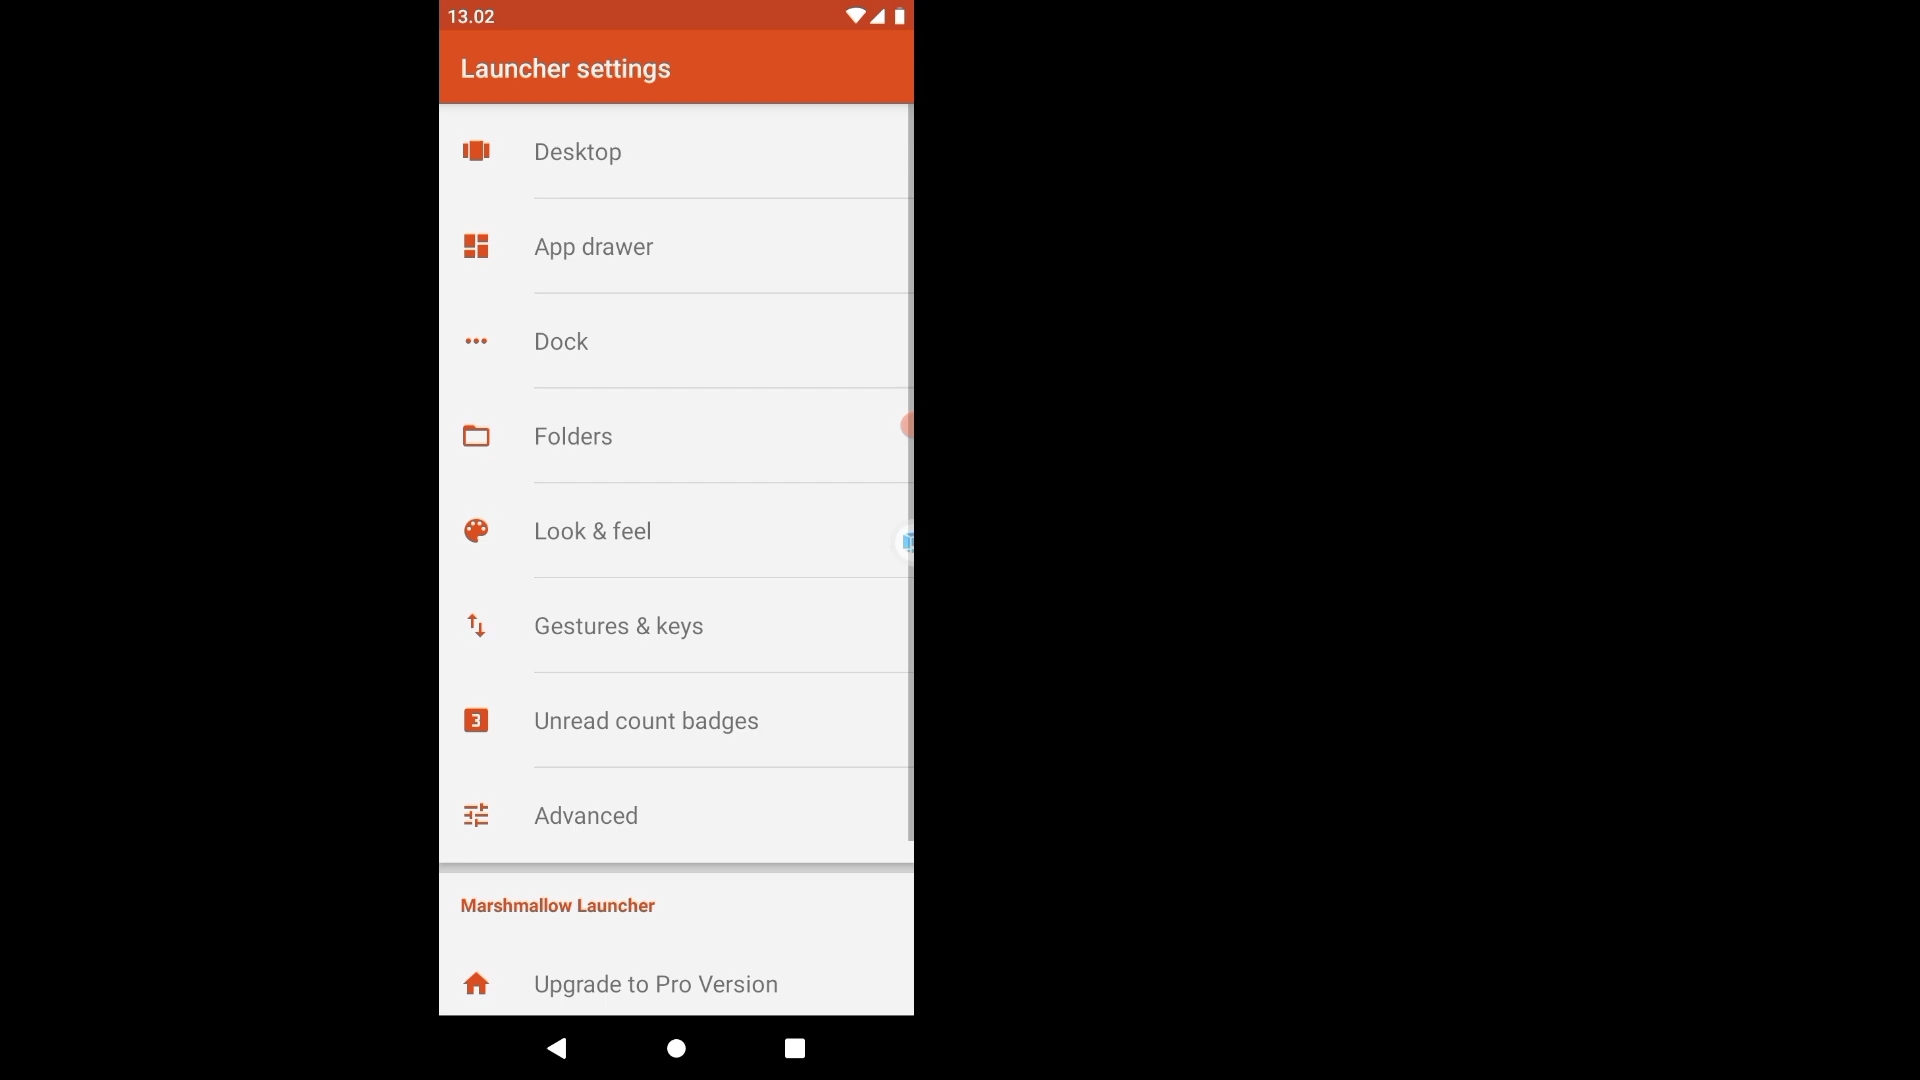 13.02
Launcher settings
Desktop
App drawer
Dock
Folders
Look & feel
Gestures & keys
3
Unread count badges
Advanced
Marshmallow Launcher
Upgrade to Pro Version